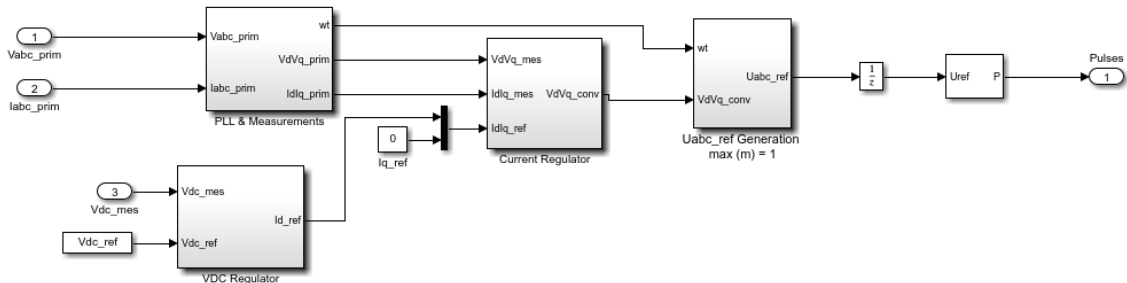 1
Vabc_prim
2
Iabc_prim
Vabc_prim
Iabc_prim
wt
VdVq_prim
IdIq_prim
PLL & Measurements
0
Iq_ref
VdVq_mes
IdIq_mes
IdIq_ref
VdVq_conv
Current Regulator
wt
VdVq_conv
Uabc_ref
Uabc_ref Generation
max (m) = 1
1
z
Uref
P
Pulses
1
3
Vdc_mes
Vdc_ref
Vdc_mes
Vdc_ref
Id_ref
VDC Regulator